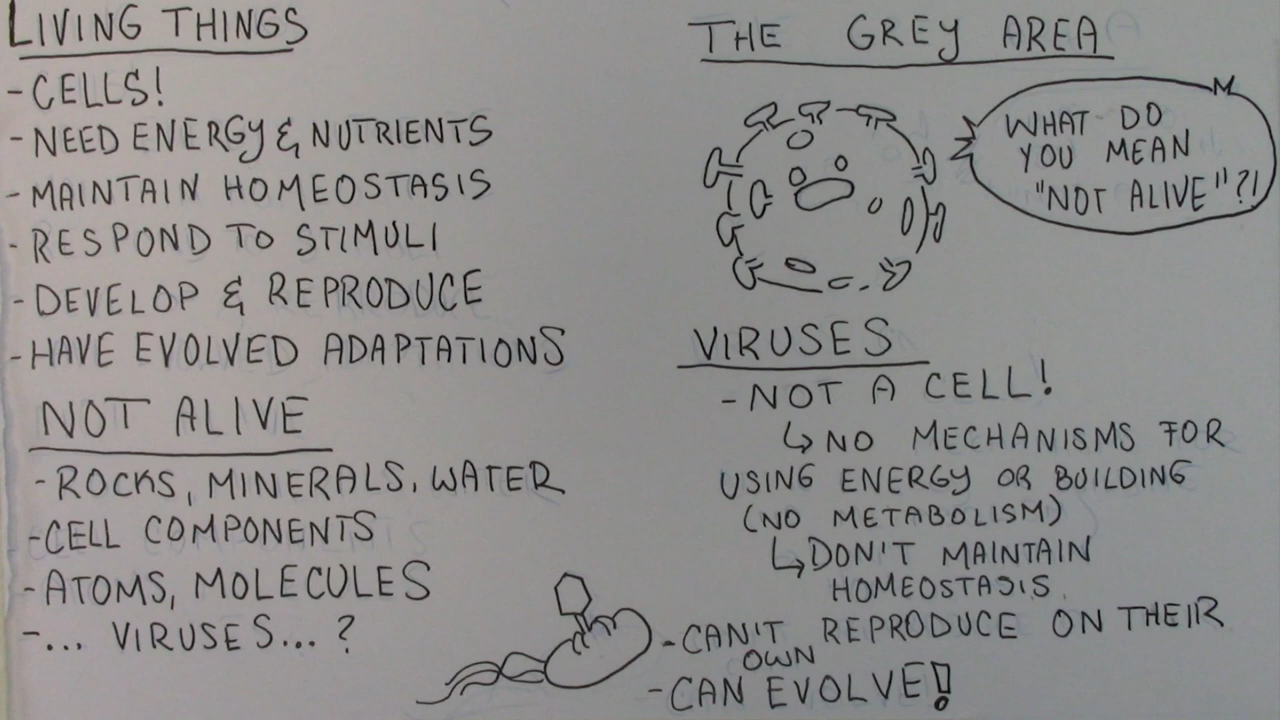 LIVING THINGS
- CELLS!
- NEED ENERGY & NUTRIENTS
- MAINTAIN HOMEOSTASIS
- RESPOND TO STIMULI
- DEVELOP & REPRODUCE
- HAVE EVOLVED ADAPTATIONS
NOT ALIVE
- ROCKS, MINERALS, WATER
- CELL COMPONENTS
- ATOMS, MOLECULES
- ... VIRUSES... ?
THE GREY AREA
WHAT DO
YOU MEAN
"NOT ALIVE"?!
VIRUSES
- NOT A CELL!
↳ NO MECHANISMS FOR
USING ENERGY OR BUILDING
(NO METABOLISM)
↳ DON'T MAINTAIN
HOMEOSTASIS.
- CAN'T REPRODUCE ON THEIR
OWN
- CAN EVOLVE!